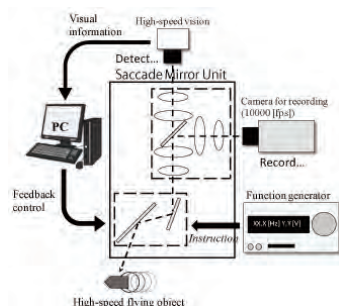 Visual
information
High-speed vision
Detect...
Saccade Mirror Unit
PC
Camera for recording
(10000 [fps])
Record...
Feedback
control
Function generator
XX.X [Hz] Y.Y [V]
Instruction
High-speed flying object